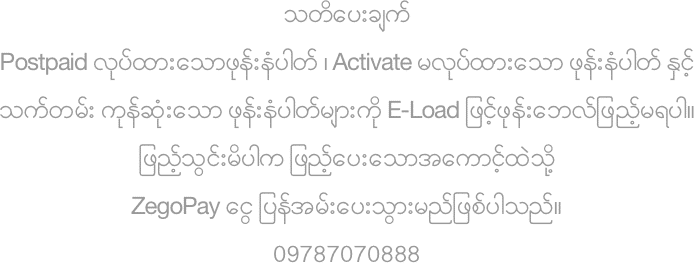 သတိပေးချက်
Postpaid လုပ်ထားသောဖုန်းနံပါတ် ၊ Activate မလုပ်ထားသော ဖုန်းနံပါတ် နှင့်
သက်တမ်း ကုန်ဆုံးသော ဖုန်းနံပါတ်များကို E-Load ဖြင့်ဖုန်းဘေလ်ဖြည့်မရပါ။
ဖြည့်သွင်းမိပါက ဖြည့်ပေးသောအကောင့်ထဲသို့
ZegoPay ငွေ ပြန်အမ်းပေးသွားမည်ဖြစ်ပါသည်။
09787070888